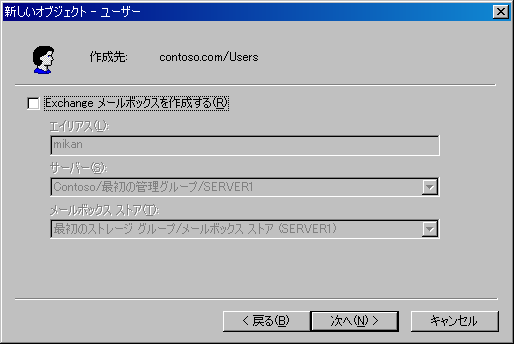 新しいオブジェクト - ユーザー
作成先: contoso.com/Users
Exchange メールボックスを作成する(R)
エイリアス(L):
mikan
サーバー(S):
Contoso/最初の管理グループ/SERVER1
メールボックス ストア(T):
最初のストレージ グループ/メールボックス ストア (SERVER1)
< 戻る(B)
次へ(N) >
キャンセル